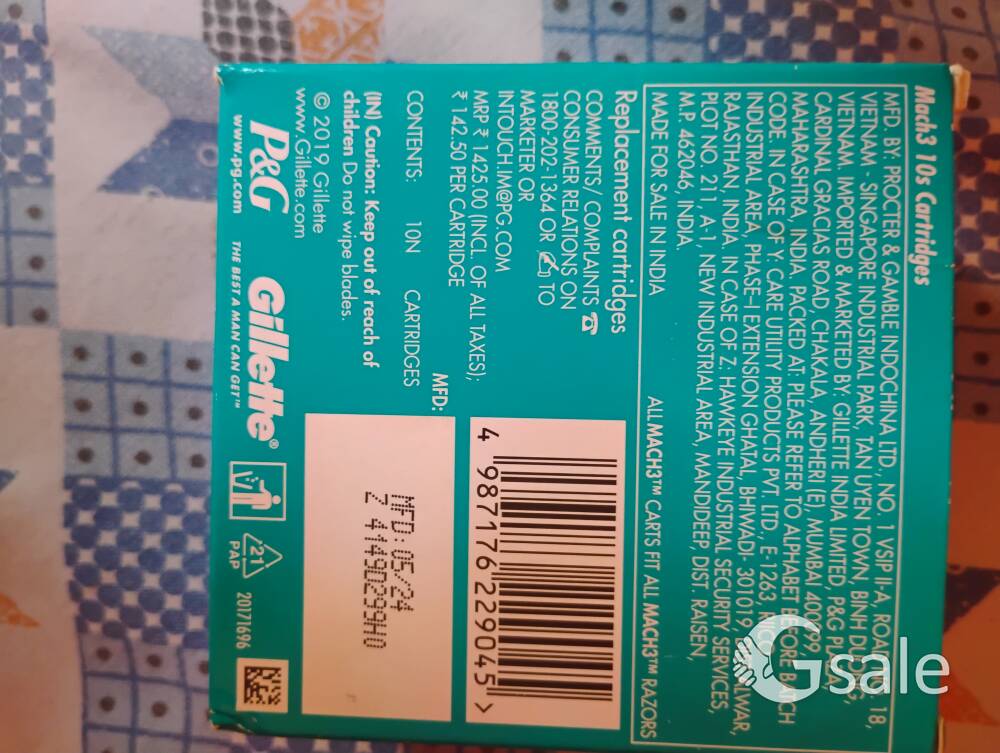 Mach3 10s Cartridges
MFD. BY: PROCTER & GAMBLE INDOCHINA LTD., NO. 1 VSIP II-A, ROAD 18,
VIETNAM - SINGAPORE INDUSTRIAL PARK, TAN UYEN TOWN, BINH DUONG,
VIETNAM. IMPORTED & MARKETED BY: GILLETTE INDIA LIMITED, P&G PLAZA,
CARDINAL GRACIAS ROAD, CHAKALA, ANDHERI (E), MUMBAI 400099,
MAHARASHTRA, INDIA. PACKED AT: PLEASE REFER TO ALPHABET BEFORE BATCH
CODE. IN CASE OF Y: CARE UTILITY PRODUCTS PVT. LTD., E-1263,
INDUSTRIAL AREA, PHASE-I EXTENSION GHATAL, BHIWADI- 301019,
RAJASTHAN, INDIA. IN CASE OF Z: HAWKEYE INDUSTRIAL SECURITY SERVICES,
PLOT NO. 211, A-1, NEW INDUSTRIAL AREA, MANDIDEEP, DIST. RAISEN,
M.P. 462046, INDIA.
MADE FOR SALE IN INDIA ALL MACH3™ CARTS FIT ALL MACH3™ RAZORS
Replacement cartridges
COMMENTS / COMPLAINTS ☎
CONSUMER RELATIONS ON
1800-202-1364 OR ✍ TO
MARKETER OR
INTOUCH.IM@PG.COM
MRP ₹ 1425.00 (INCL. OF ALL TAXES);
₹ 142.50 PER CARTRIDGE
4 987176 229045 >
CONTENTS: 10N CARTRIDGES
MFD:
MFD:05/24
Z 4149D299H0
(IN) Caution: Keep out of reach of
children. Do not wipe blades.
© 2019 Gillette
www.Gillette.com
P&G
www.pg.com
Gillette®
THE BEST A MAN CAN GET™
21
PAP
20171696
Gsale